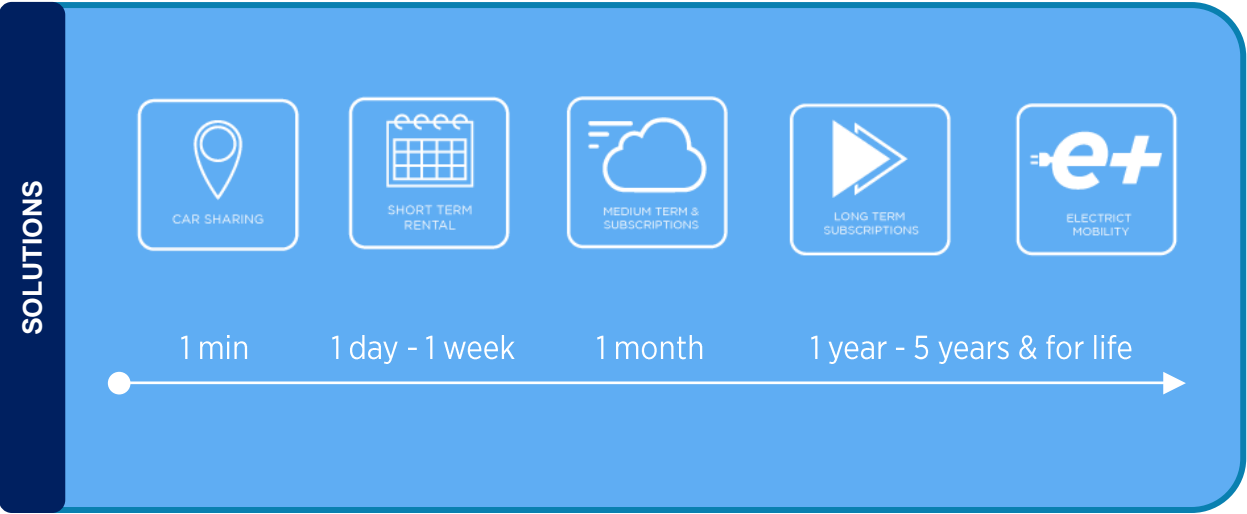 SOLUTIONS
CAR SHARING
SHORT TERM
RENTAL
MEDIUM TERM &
SUBSCRIPTIONS
LONG TERM
SUBSCRIPTIONS
e+
ELECTRICT
MOBILITY
1 min
1 day - 1 week
1 month
1 year - 5 years & for life